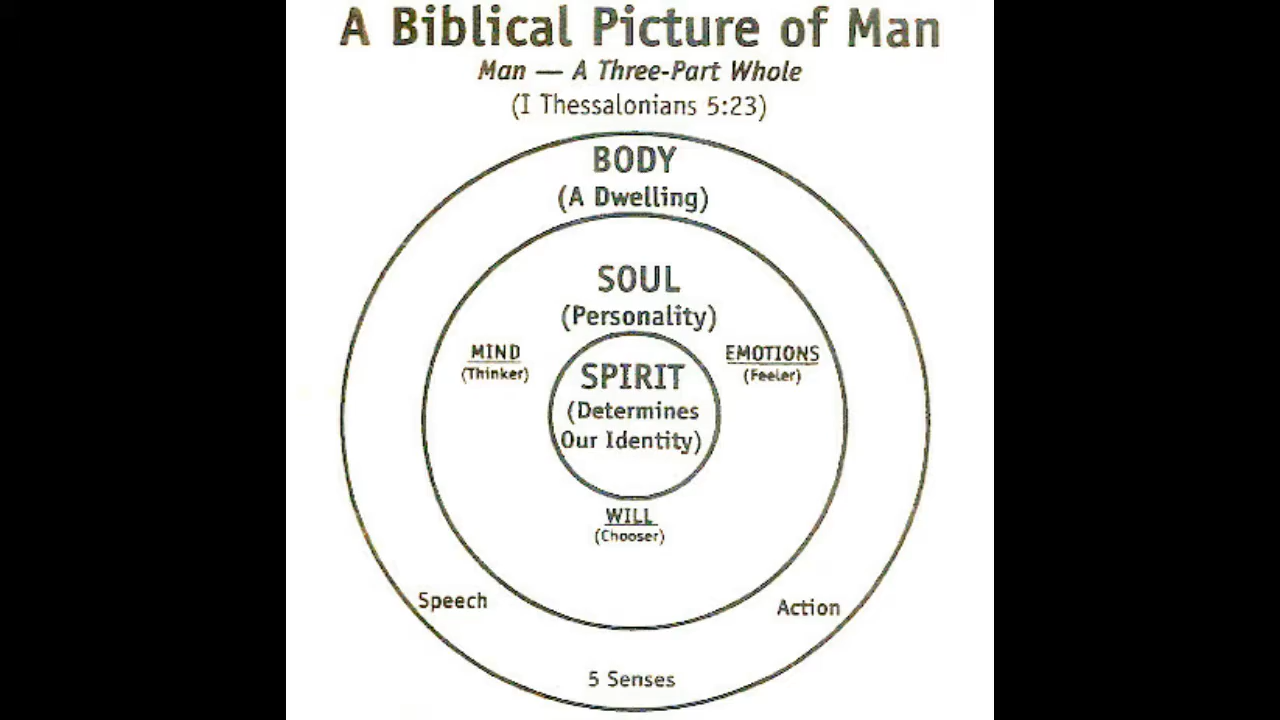 A Biblical Picture of Man
Man — A Three-Part Whole
(I Thessalonians 5:23)
BODY
(A Dwelling)
SOUL
(Personality)
MIND
(Thinker)
EMOTIONS
(Feeler)
SPIRIT
(Determines
Our Identity)
WILL
(Chooser)
Speech
Action
5 Senses